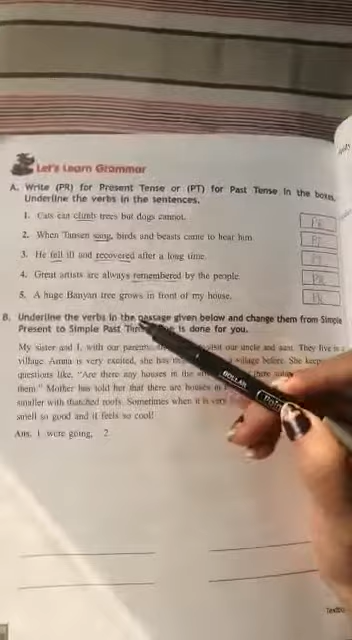 Let's Learn Grammar
A. Write (PR) for Present Tense or (PT) for Past Tense in the boxes.
Underline the verbs in the sentences.
1. Cats can climb trees but dogs cannot. PR
2. When Tansen sang, birds and beasts came to hear him. PT
3. He fell ill and recovered after a long time. PT
4. Great artists are always remembered by the people. PR
5. A huge Banyan tree grows in front of my house. PR
B. Underline the verbs in the passage given below and change them from Simple
Present to Simple Past is done for you.
My sister and I, with our visit our uncle and aunt. They live in a
village. Amna is very excited, she has village before. She keeps
questions like, "Are there any houses in the
them." Mother has told her that there are houses in
smaller with thatched roofs. Sometimes when it is very
smell so good and it feels so cool!
Ans. 1. were going, 2.